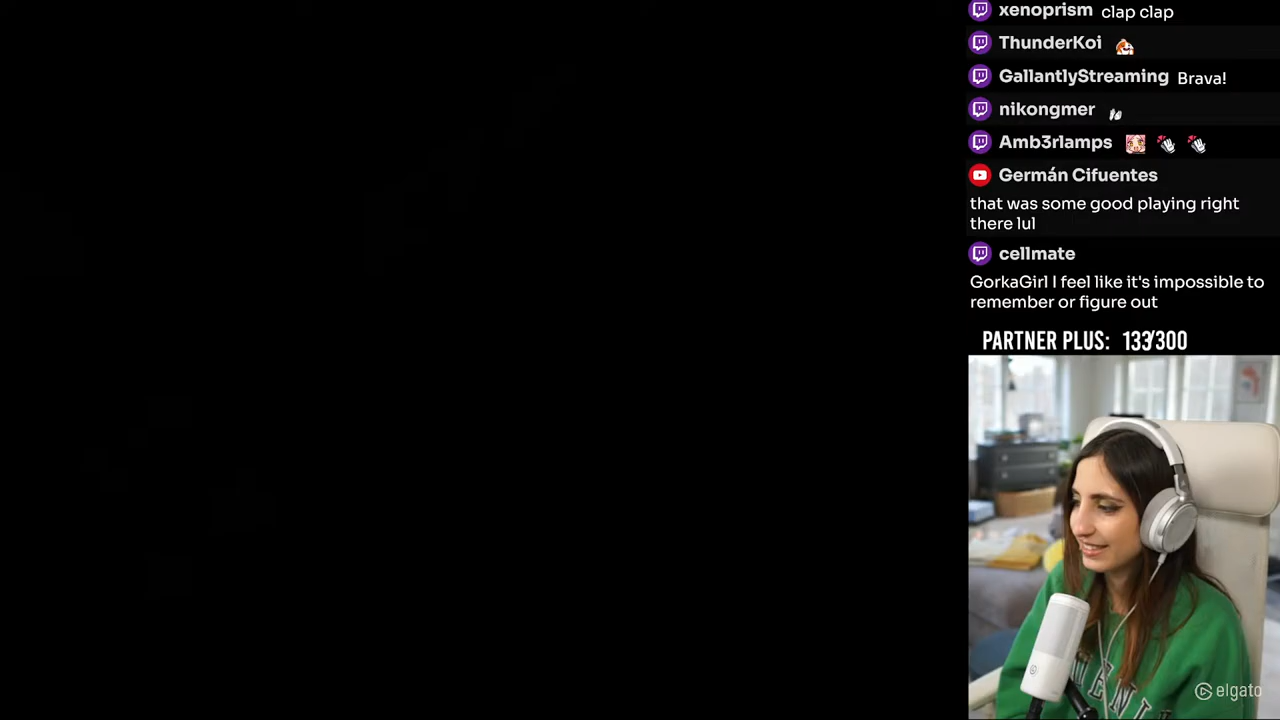 xenoprism clap clap
ThunderKoi
GallantlyStreaming Brava!
nikongmer
Amb3rlamps
Germán Cifuentes
that was some good playing right
there lul
cellmate
GorkaGirl I feel like it's impossible to
remember or figure out
PARTNER PLUS: 133/300
elgato